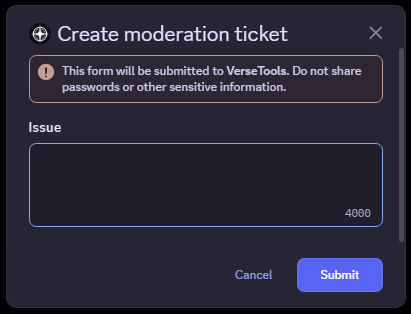 Create moderation ticket
This form will be submitted to VerseTools. Do not share
passwords or other sensitive information.
Issue
4000
Cancel
Submit